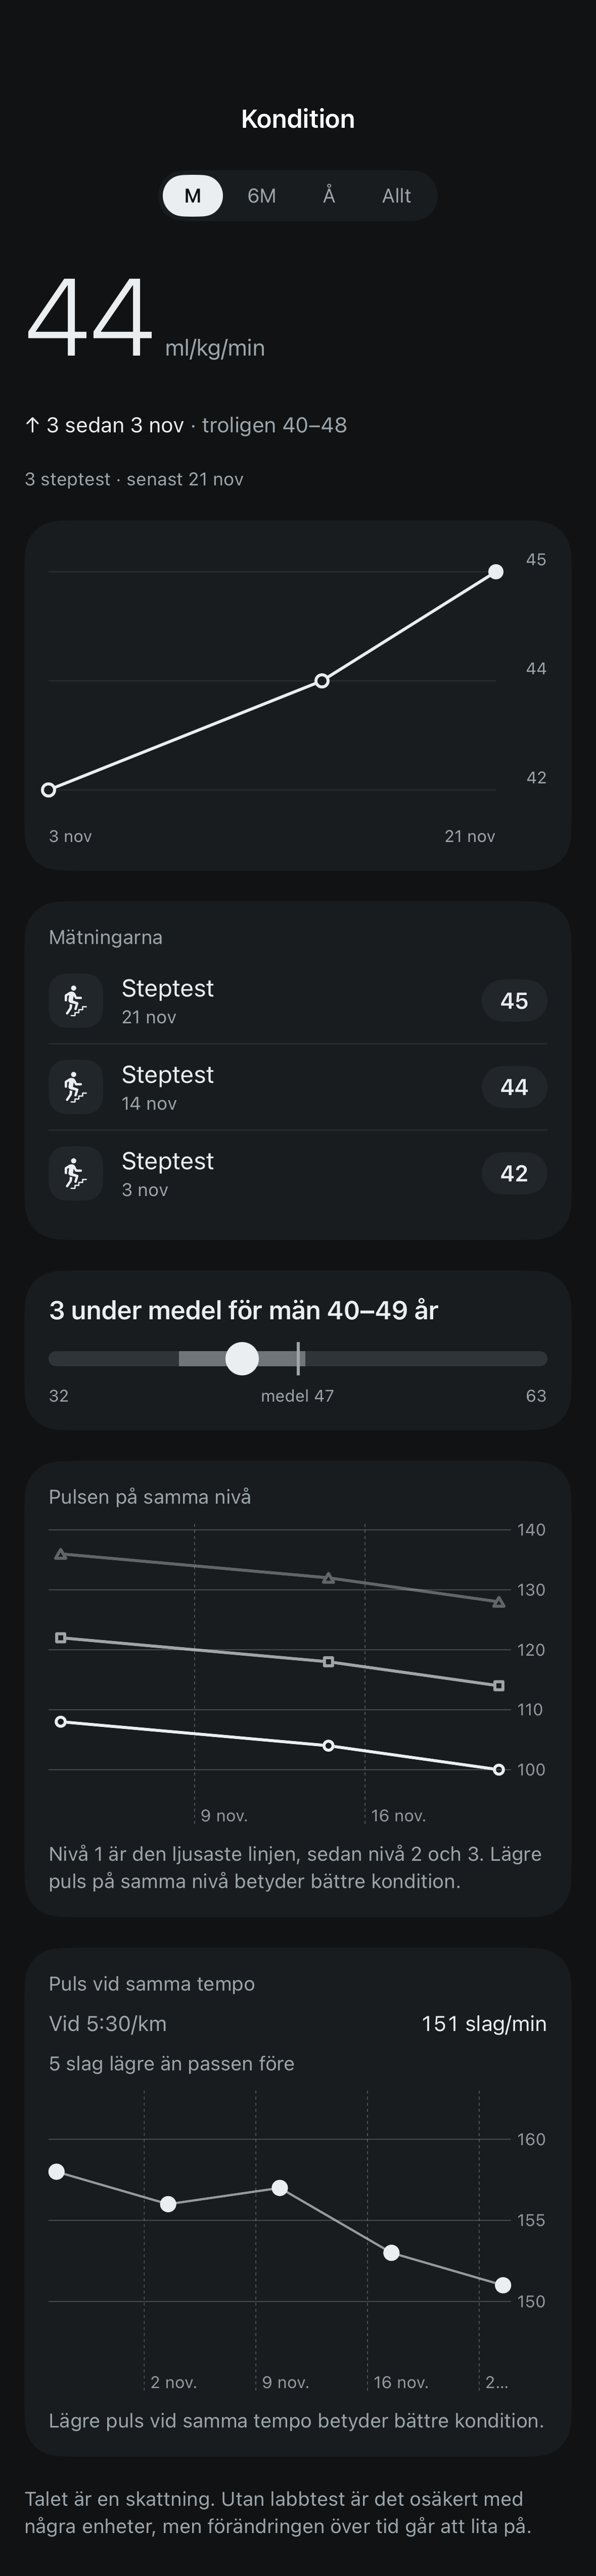 Kondition
M 6M Å Allt
44 ml/kg/min
↑ 3 sedan 3 nov · troligen 40–48
3 steptest · senast 21 nov
45
44
42
3 nov 21 nov
Mätningarna
Steptest
21 nov
45
Steptest
14 nov
44
Steptest
3 nov
42
3 under medel för män 40–49 år
32 medel 47 63
Pulsen på samma nivå
140
130
120
110
100
9 nov. 16 nov.
Nivå 1 är den ljusaste linjen, sedan nivå 2 och 3. Lägre
puls på samma nivå betyder bättre kondition.
Puls vid samma tempo
Vid 5:30/km 151 slag/min
5 slag lägre än passen före
160
155
150
2 nov. 9 nov. 16 nov. 2...
Lägre puls vid samma tempo betyder bättre kondition.
Talet är en skattning. Utan labbtest är det osäkert med
några enheter, men förändringen över tid går att lita på.